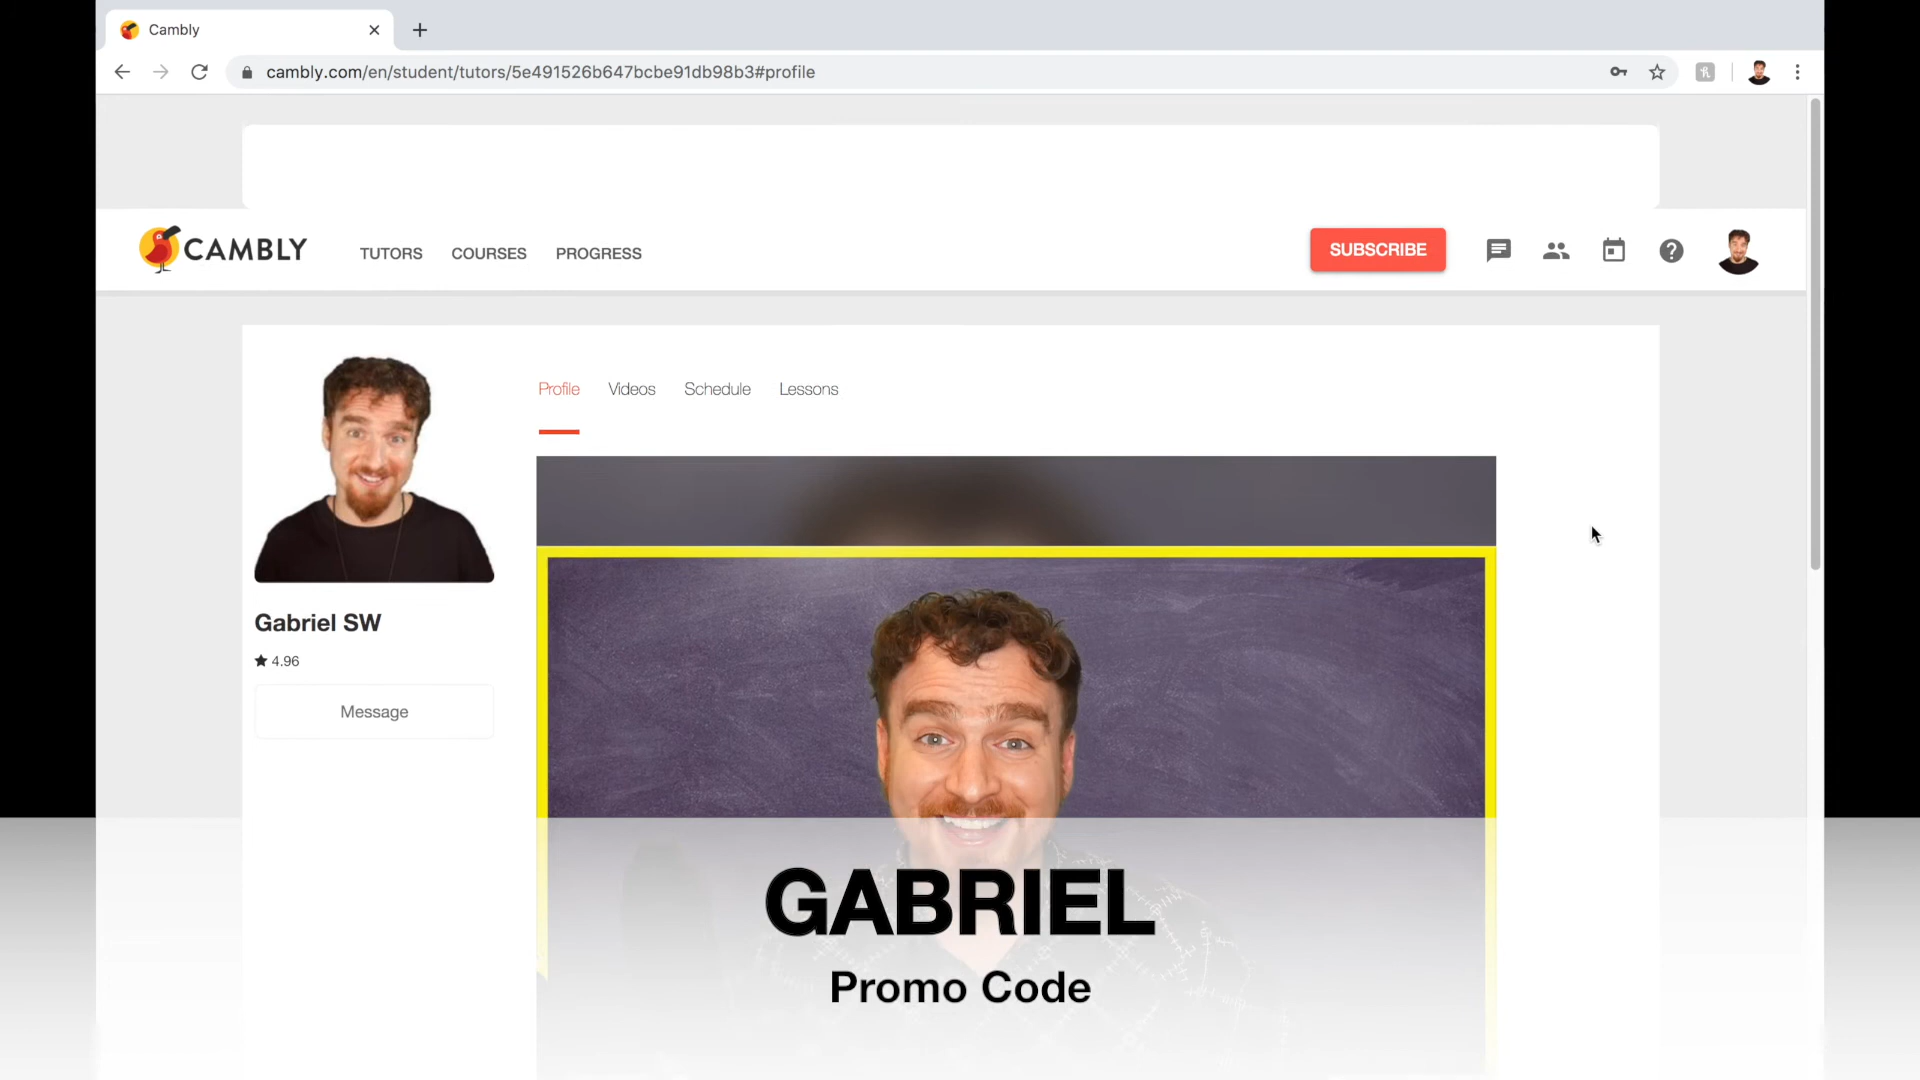 Cambly
cambly.com/en/student/tutors/5e491526b647bcbe91db98b3#profile
CAMBLY
TUTORS COURSES PROGRESS
SUBSCRIBE
Profile Videos Schedule Lessons
Gabriel SW
4.96
Message
GABRIEL
Promo Code